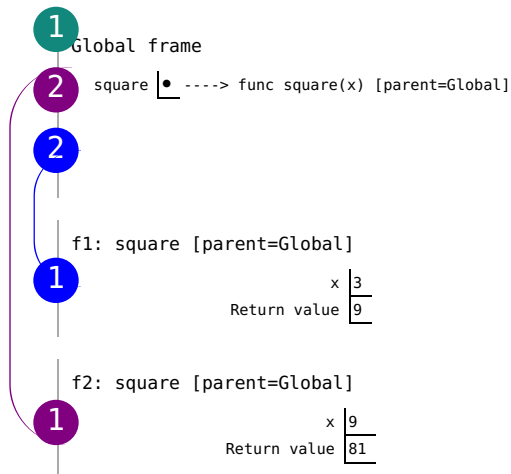 1
Global frame
2
square ----> func square(x) [parent=Global]
2
f1: square [parent=Global]
1
x 3
Return value 9
f2: square [parent=Global]
1
x 9
Return value 81